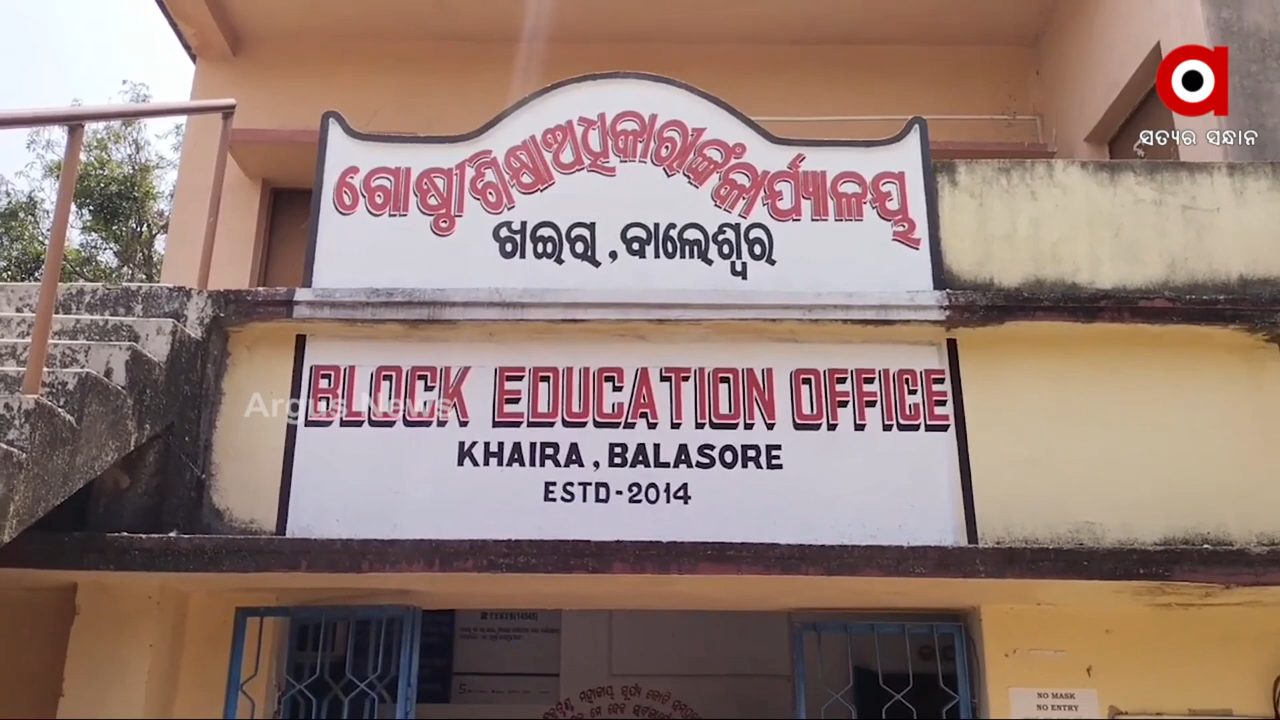 ସତ୍ୟର ସନ୍ଧାନ
ଗୋଷ୍ଠୀଶିକ୍ଷାଅଧିକାରୀଙ୍କକାର୍ଯ୍ୟାଳୟ
ଖଇରା, ବାଲେଶ୍ୱର
BLOCK EDUCATION OFFICE
Argus News
KHAIRA, BALASORE
ESTD-2014
NO MASK
NO ENTRY